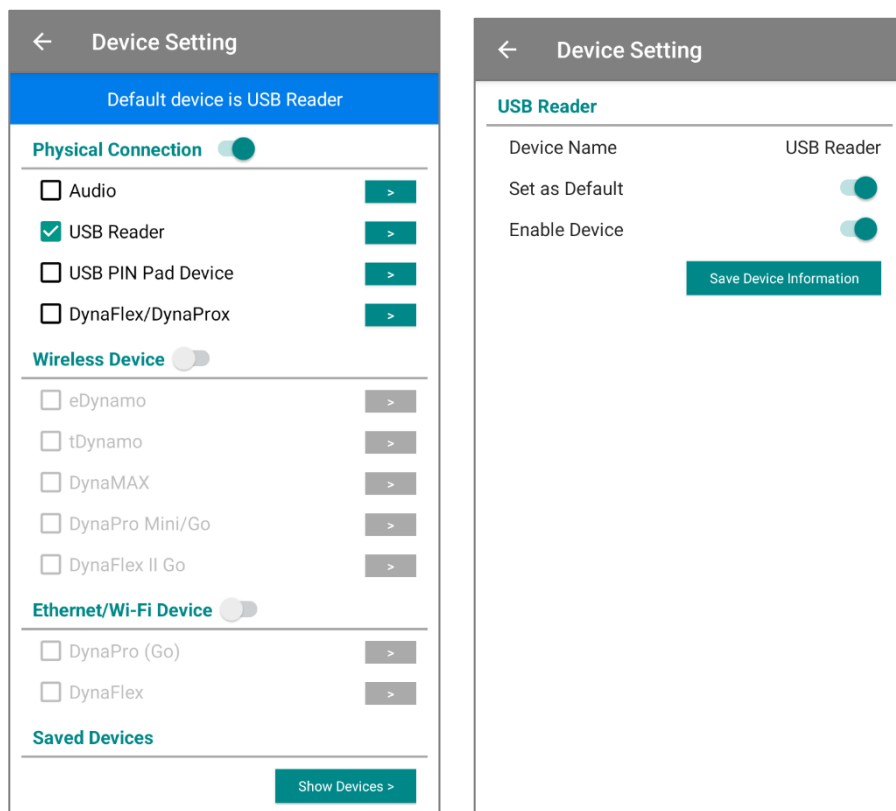 Device Setting
Default device is USB Reader
Physical Connection
Audio
>
USB Reader
>
USB PIN Pad Device
>
DynaFlex/DynaProx
>
Wireless Device
eDynamo
>
tDynamo
>
DynaMAX
>
DynaPro Mini/Go
>
DynaFlex II Go
>
Ethernet/Wi-Fi Device
DynaPro (Go)
>
DynaFlex
>
Saved Devices
Show Devices >
Device Setting
USB Reader
Device Name USB Reader
Set as Default
Enable Device
Save Device Information